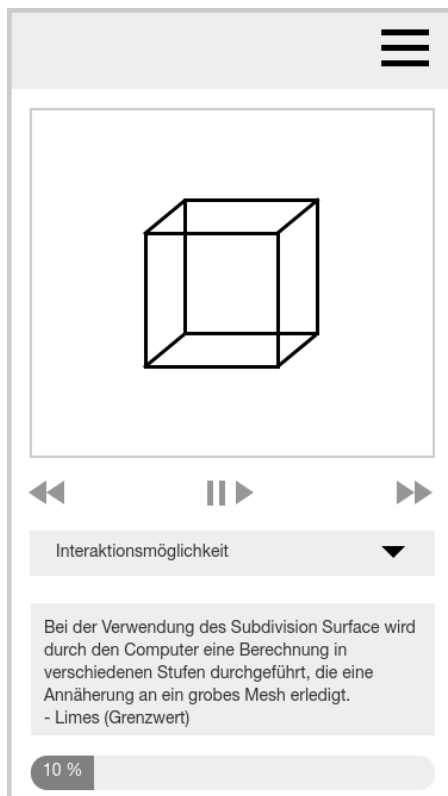 Interaktionsmöglichkeit
Bei der Verwendung des Subdivision Surface wird
durch den Computer eine Berechnung in
verschiedenen Stufen durchgeführt, die eine
Annäherung an ein grobes Mesh erledigt.
- Limes (Grenzwert)
10 %